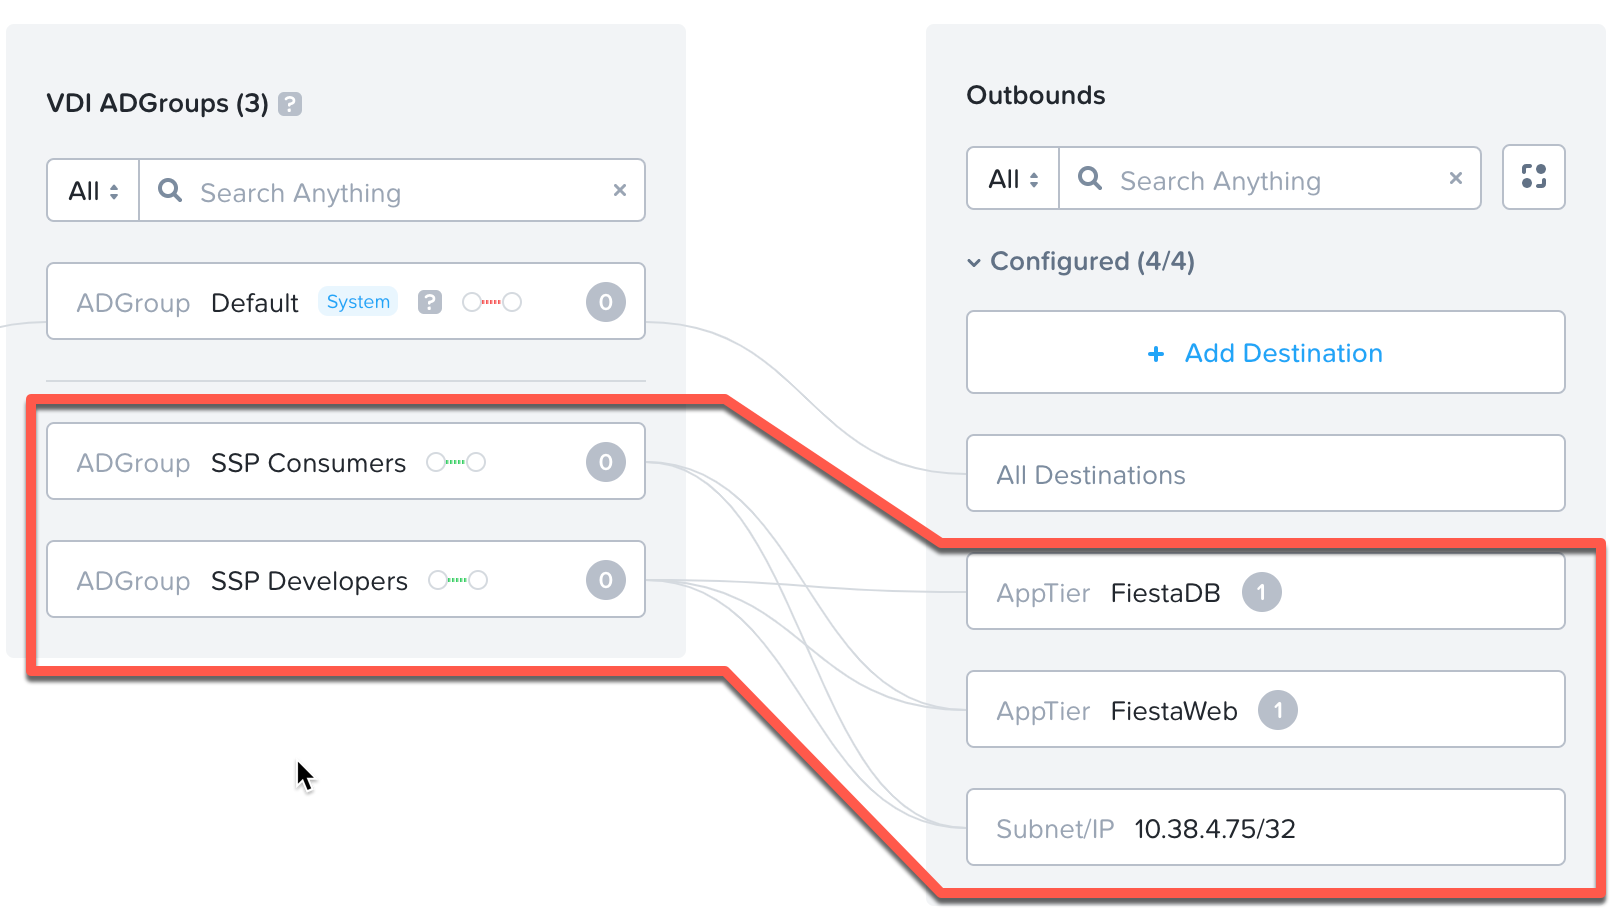 VDI ADGroups (3) ?
All Search Anything ×
ADGroup Default System ? 0
ADGroup SSP Consumers 0
ADGroup SSP Developers 0
Outbounds
All Search Anything ×
Configured (4/4)
+ Add Destination
All Destinations
AppTier FiestaDB 1
AppTier FiestaWeb 1
Subnet/IP 10.38.4.75/32